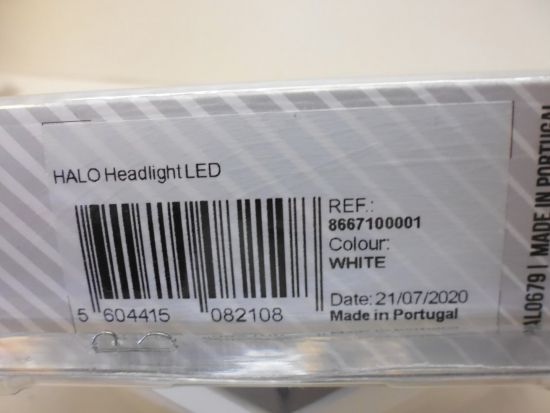 HALO Headlight LED
REF.:
8667100001
Colour:
WHITE
5 604415 082108
Date: 21/07/2020
Made in Portugal
HAL0679 | MADE IN PORTUGAL